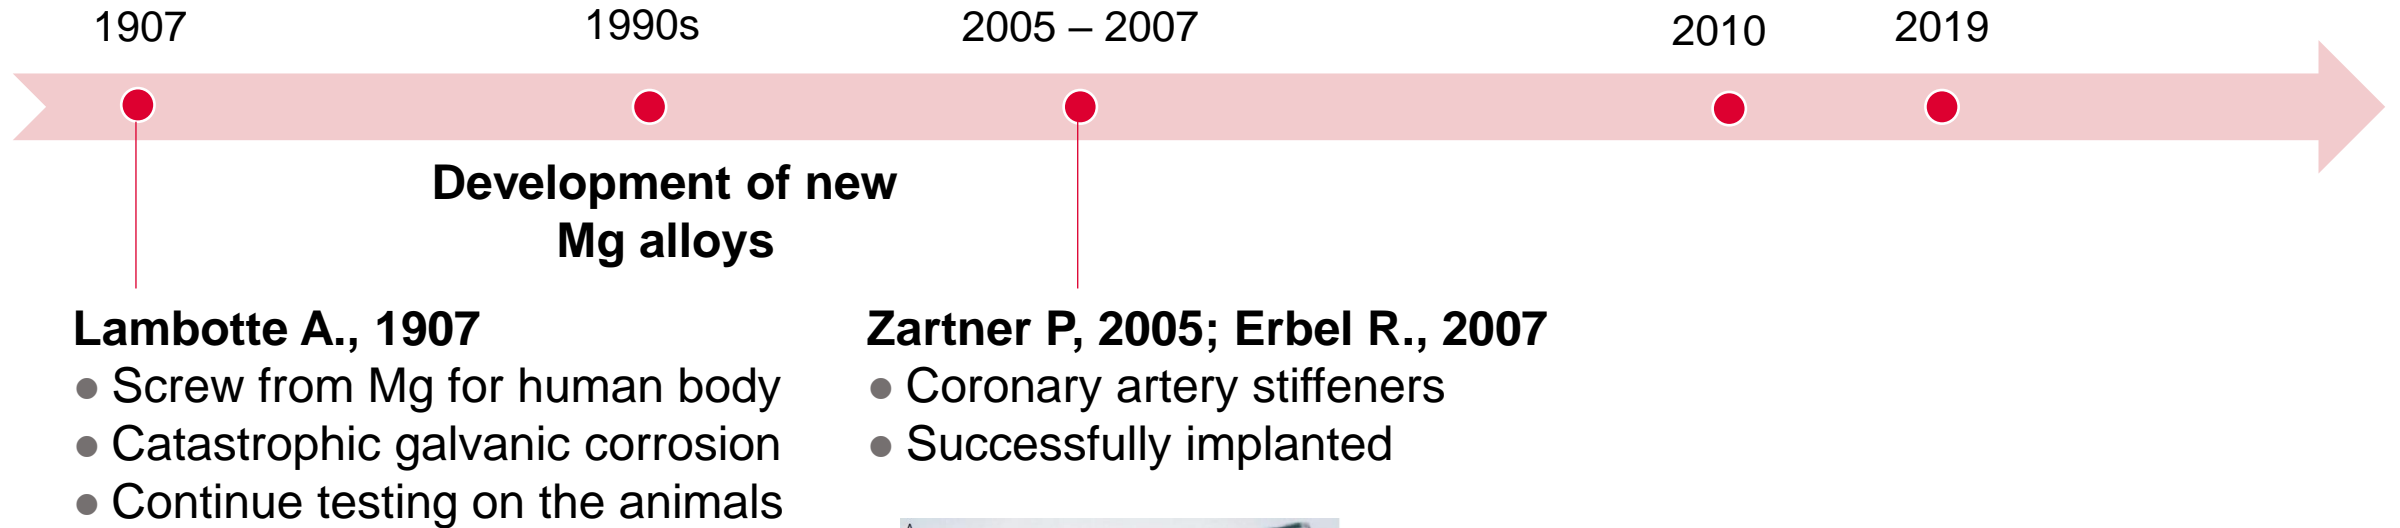 1907
1990s
2005 – 2007
2010
2019
Development of new
Mg alloys
Lambotte A., 1907
● Screw from Mg for human body
● Catastrophic galvanic corrosion
● Continue testing on the animals
Zartner P, 2005; Erbel R., 2007
● Coronary artery stiffeners
● Successfully implanted